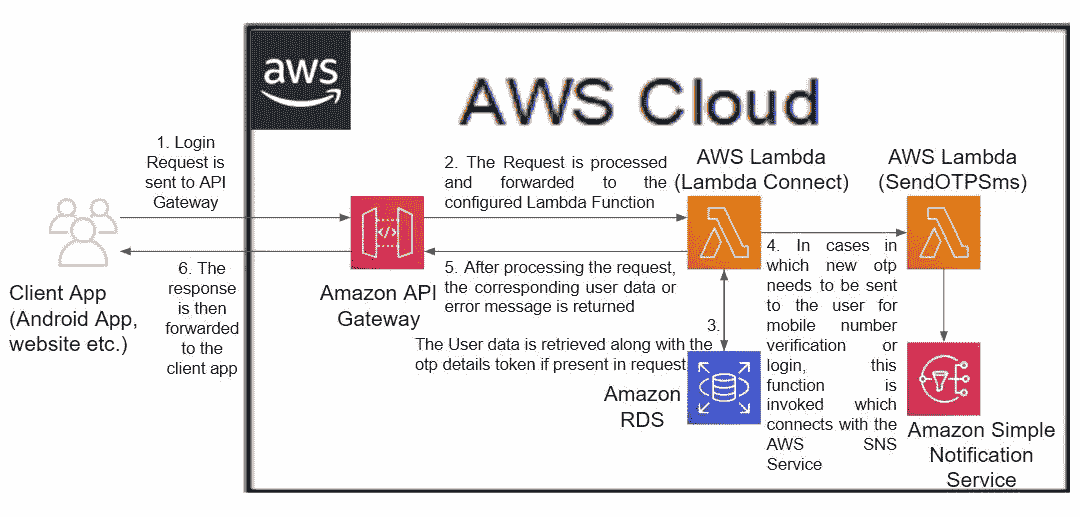 aws
AWS Cloud
1. Login
Request is
sent to API
Gateway
2. The Request is processed
and forwarded to the
configured Lambda Function
AWS Lambda
(Lambda Connect)
AWS Lambda
(SendOTPSms)
6. The
response
is then
forwarded
to the
client app
Client App
(Android App,
website etc.)
Amazon API
Gateway
5. After processing the request,
the corresponding user data or
error message is returned
3.
The User data is retrieved along with the
otp details token if present in request
Amazon
RDS
4. In cases in
which new otp
needs to be sent
to the user for
mobile number
verification or
login, this
function is
invoked which
connects with the
AWS SNS
Service
Amazon Simple
Notification
Service